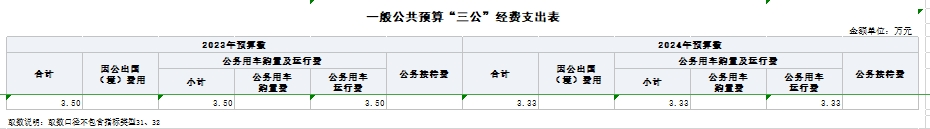 一般公共预算“三公”经费支出表
金额单位：万元
2023年预算数 2024年预算数
合计 因公出国（境）费用 公务用车购置及运行费 公务接待费 合计 因公出国（境）费用 公务用车购置及运行费 公务接待费
小计 公务用车购置费 公务用车运行费 小计 公务用车购置费 公务用车运行费
3.50 3.50 3.50 3.33 3.33 3.33
取数说明：取数口径不包含指标类型31、32